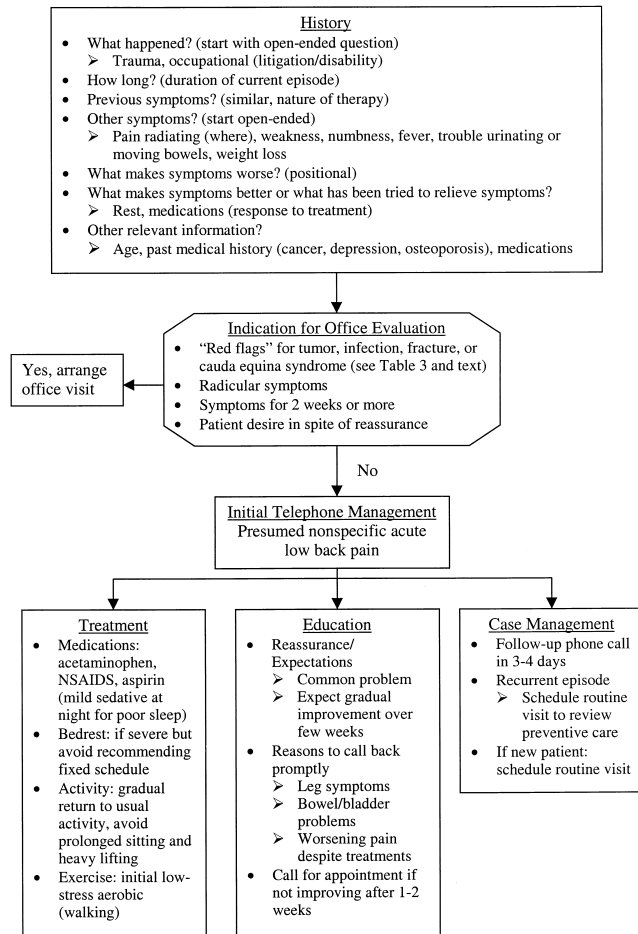 History
• What happened? (start with open-ended question)
➢ Trauma, occupational (litigation/disability)
• How long? (duration of current episode)
• Previous symptoms? (similar, nature of therapy)
• Other symptoms? (start open-ended)
➢ Pain radiating (where), weakness, numbness, fever, trouble urinating or
moving bowels, weight loss
• What makes symptoms worse? (positional)
• What makes symptoms better or what has been tried to relieve symptoms?
➢ Rest, medications (response to treatment)
• Other relevant information?
➢ Age, past medical history (cancer, depression, osteoporosis), medications
Indication for Office Evaluation
• “Red flags” for tumor, infection, fracture, or
cauda equina syndrome (see Table 3 and text)
• Radicular symptoms
• Symptoms for 2 weeks or more
• Patient desire in spite of reassurance
Yes, arrange
office visit
No
Initial Telephone Management
Presumed nonspecific acute
low back pain
Treatment
• Medications:
acetaminophen,
NSAIDS, aspirin
(mild sedative at
night for poor sleep)
• Bedrest: if severe but
avoid recommending
fixed schedule
• Activity: gradual
return to usual
activity, avoid
prolonged sitting and
heavy lifting
• Exercise: initial low-
stress aerobic
(walking)
Education
• Reassurance/
Expectations
➢ Common problem
➢ Expect gradual
improvement over
few weeks
• Reasons to call back
promptly
➢ Leg symptoms
➢ Bowel/bladder
problems
➢ Worsening pain
despite treatments
• Call for appointment if
not improving after 1-2
weeks
Case Management
• Follow-up phone call
in 3-4 days
• Recurrent episode
➢ Schedule routine
visit to review
preventive care
• If new patient:
schedule routine visit